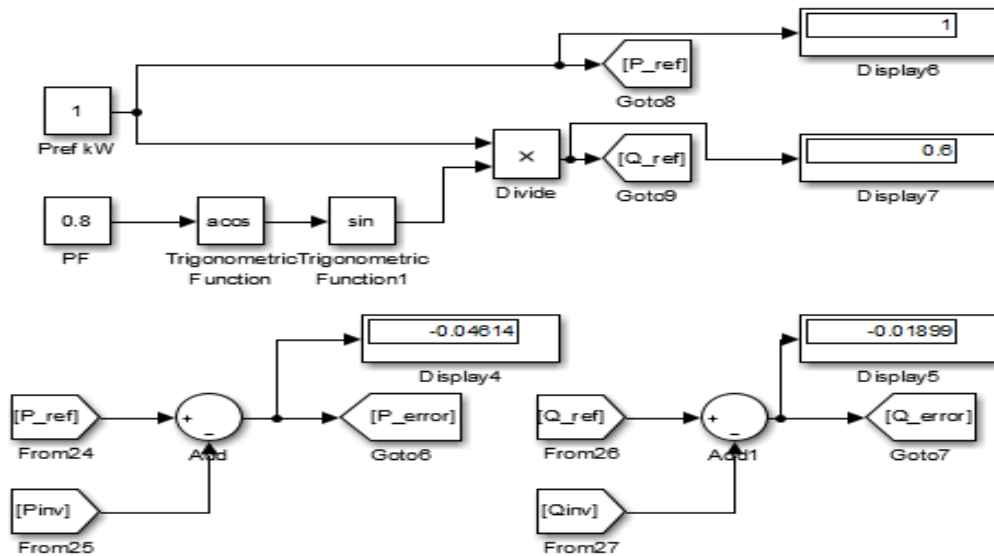 1
[P_ref]
Display6
Goto8
1
Pref kW
×
[Q_ref]
0.6
Divide
Goto9
Display7
0.8
acos
sin
PF
Trigonometric
Function
Trigonometric
Function1
-0.04614
-0.01899
Display4
Display5
[P_ref]
+
-
[P_error]
[Q_ref]
+
-
[Q_error]
From24
Add
Goto6
From26
Add1
Goto7
[Pinv]
[Qinv]
From25
From27